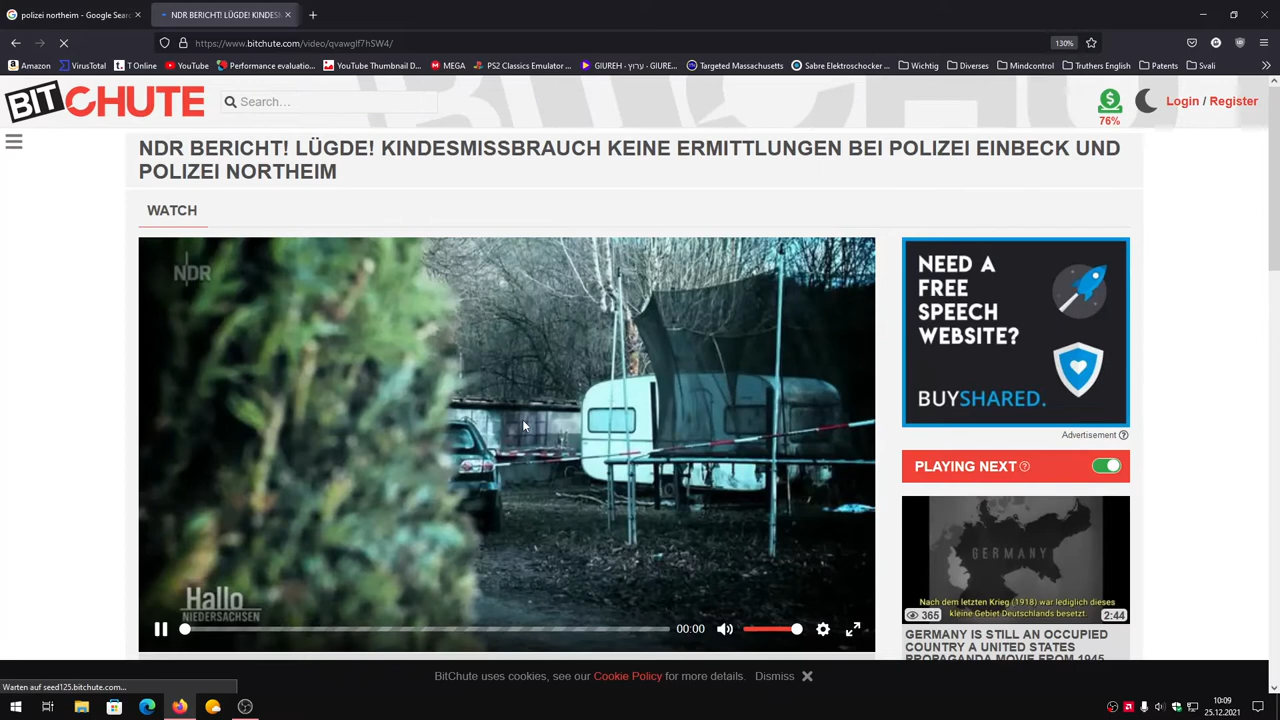 polizei northeim - Google Sear
NDR BERICHT! LÜGDE! KINDESM
https://www.bitchute.com/video/qvawglf7hSW4/
130%
Amazon
VirusTotal
T Online
YouTube
Performance evaluatio...
YouTube Thumbnail D...
MEGA
PS2 Classics Emulator ...
GIUREH - ערוץ - GIURE...
Targeted Massachusetts
Sabre Elektroschocker ...
Wichtig
Diverses
Mindcontrol
Truthers English
Patents
Svali
BITCHUTE
Search...
76%
Login / Register
NDR BERICHT! LÜGDE! KINDESMISSBRAUCH KEINE ERMITTLUNGEN BEI POLIZEI EINBECK UND
POLIZEI NORTHEIM
WATCH
NDR
Hallo
NIEDERSACHSEN
00:00
NEED A
FREE
SPEECH
WEBSITE?
BUYSHARED.
Advertisement
PLAYING NEXT
GERMANY
Nach dem letzten Krieg (1918) war lediglich dieses
kleine Gebiet Deutschlands besetzt.
365
2:44
GERMANY IS STILL AN OCCUPIED
COUNTRY A UNITED STATES
PROPAGANDA MOVIE FROM 1945
BitChute uses cookies, see our Cookie Policy for more details. Dismiss
Warten auf seed125.bitchute.com...
10:09
25.12.2021